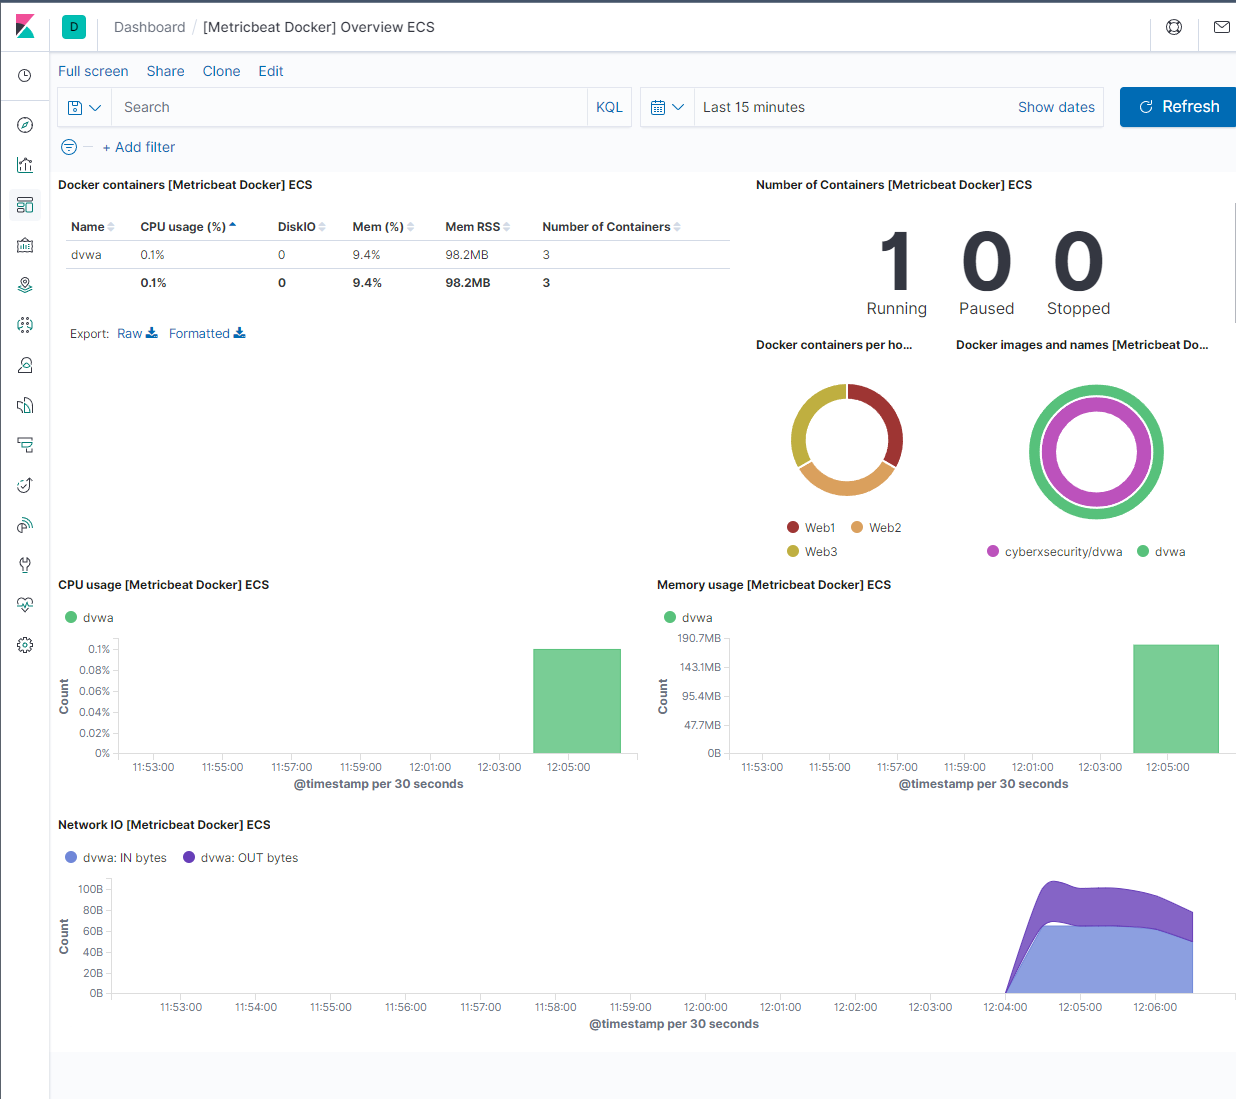 D Dashboard / [Metricbeat Docker] Overview ECS
Full screen Share Clone Edit
Search KQL Last 15 minutes Show dates Refresh
+ Add filter
Docker containers [Metricbeat Docker] ECS
Name CPU usage (%) DiskIO Mem (%) Mem RSS Number of Containers
dvwa 0.1% 0 9.4% 98.2MB 3
0.1% 0 9.4% 98.2MB 3
Export: Raw Formatted
Number of Containers [Metricbeat Docker] ECS
1 0 0
Running Paused Stopped
Docker containers per ho...
Web1 Web2
Web3
Docker images and names [Metricbeat Do...
cyberxsecurity/dvwa dvwa
CPU usage [Metricbeat Docker] ECS
dvwa
0.1%
0.08%
0.06%
0.04%
0.02%
0%
Count
11:53:00 11:55:00 11:57:00 11:59:00 12:01:00 12:03:00 12:05:00
@timestamp per 30 seconds
Memory usage [Metricbeat Docker] ECS
dvwa
190.7MB
143.1MB
95.4MB
47.7MB
0B
Count
11:53:00 11:55:00 11:57:00 11:59:00 12:01:00 12:03:00 12:05:00
@timestamp per 30 seconds
Network IO [Metricbeat Docker] ECS
dvwa: IN bytes dvwa: OUT bytes
100B
80B
60B
40B
20B
0B
Count
11:53:00 11:54:00 11:55:00 11:56:00 11:57:00 11:58:00 11:59:00 12:00:00 12:01:00 12:02:00 12:03:00 12:04:00 12:05:00 12:06:00
@timestamp per 30 seconds